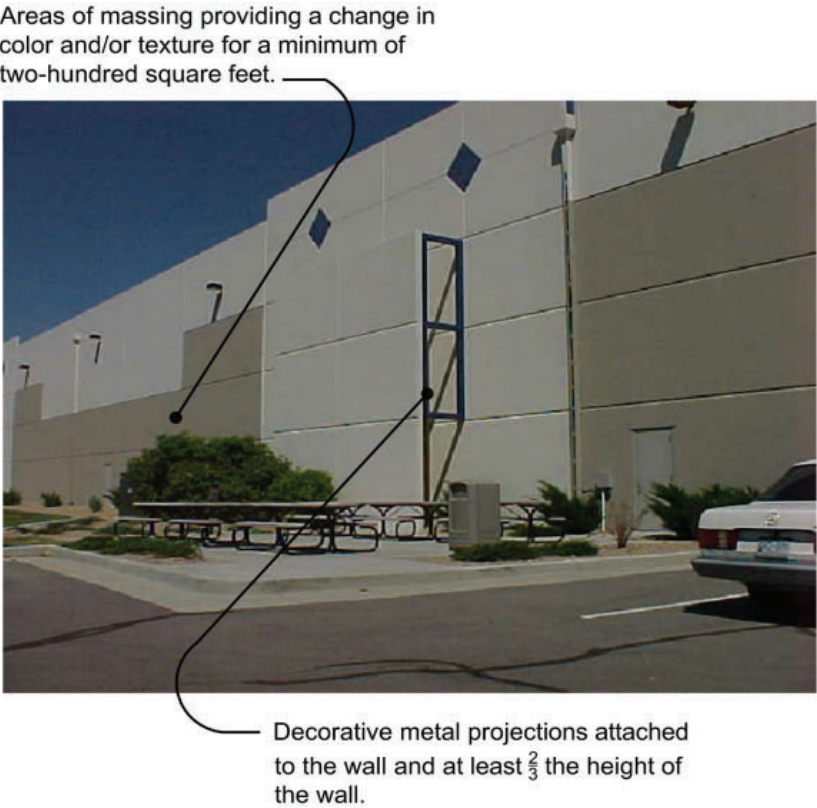 Areas of massing providing a change in
color and/or texture for a minimum of
two-hundred square feet.
Decorative metal projections attached
to the wall and at least 2/3 the height of
the wall.